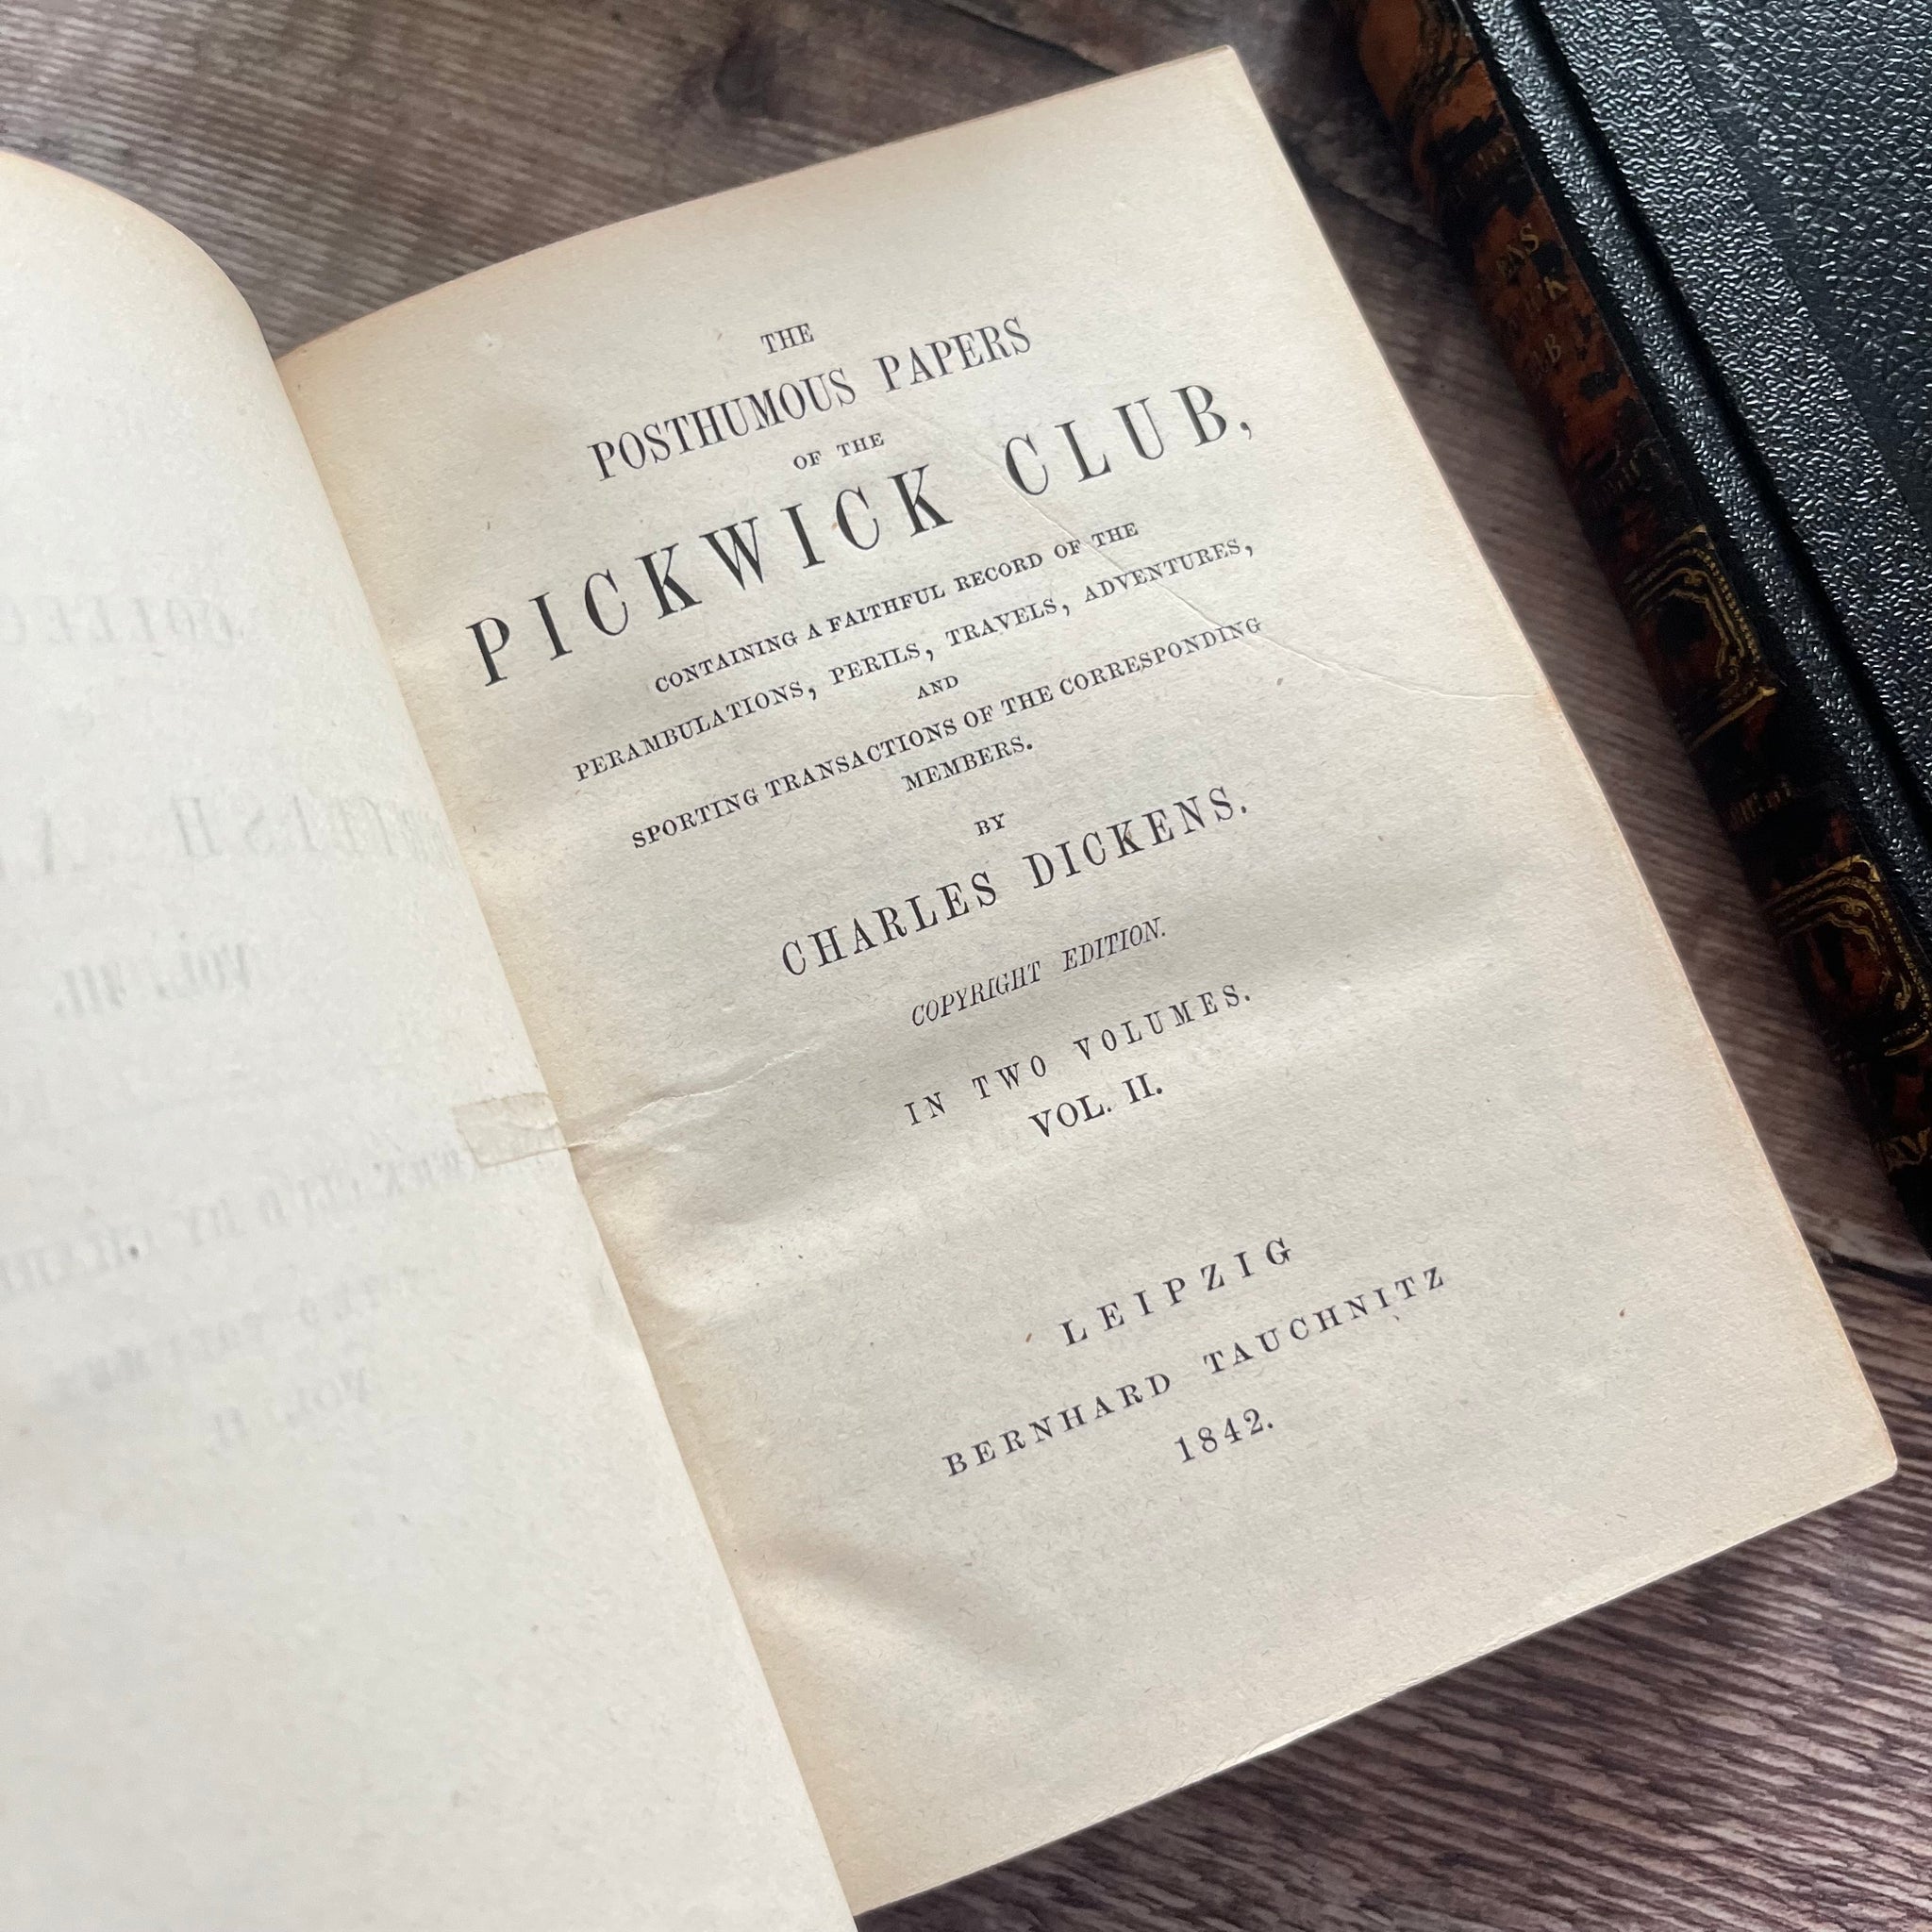 THE
POSTHUMOUS PAPERS
OF THE
PICKWICK CLUB,
CONTAINING A FAITHFUL RECORD OF THE
PERAMBULATIONS, PERILS, TRAVELS, ADVENTURES,
AND
SPORTING TRANSACTIONS OF THE CORRESPONDING
MEMBERS.
BY
CHARLES DICKENS.
COPYRIGHT EDITION.
IN TWO VOLUMES.
VOL. II.
LEIPZIG
BERNHARD TAUCHNITZ
1842.